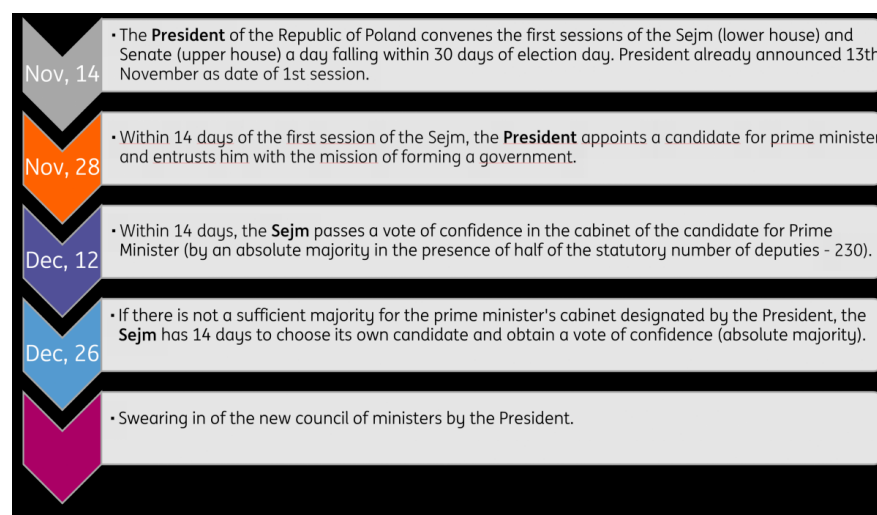 • The President of the Republic of Poland convenes the first sessions of the Sejm (lower house) and
Senate (upper house) a day falling within 30 days of election day. President already announced 13th
November as date of 1st session.
Nov, 14
• Within 14 days of the first session of the Sejm, the President appoints a candidate for prime minister
and entrusts him with the mission of forming a government.
Nov, 28
• Within 14 days, the Sejm passes a vote of confidence in the cabinet of the candidate for Prime
Minister (by an absolute majority in the presence of half of the statutory number of deputies - 230).
Dec, 12
• If there is not a sufficient majority for the prime minister's cabinet designated by the President, the
Sejm has 14 days to choose its own candidate and obtain a vote of confidence (absolute majority).
Dec, 26
• Swearing in of the new council of ministers by the President.